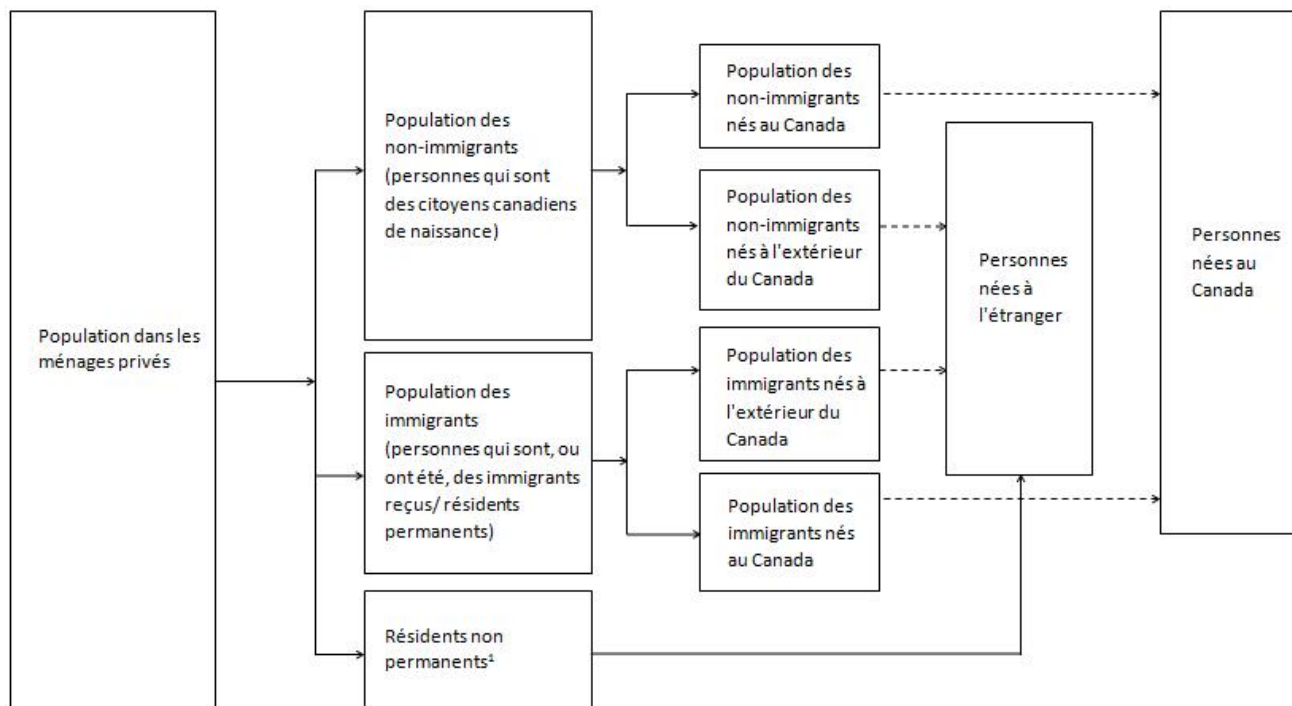 Population dans les
ménages privés
Population des
non-immigrants
(personnes qui sont
des citoyens canadiens
de naissance)
Population des
immigrants
(personnes qui sont, ou
ont été, des immigrants
reçus/ résidents
permanents)
Résidents non
permanents¹
Population des
non-immigrants
nés au Canada
Population des
non-immigrants
nés à l'extérieur
du Canada
Population des
immigrants nés à
l'extérieur du
Canada
Population des
immigrants nés
au Canada
Personnes
nées à
l'étranger
Personnes
nées au
Canada